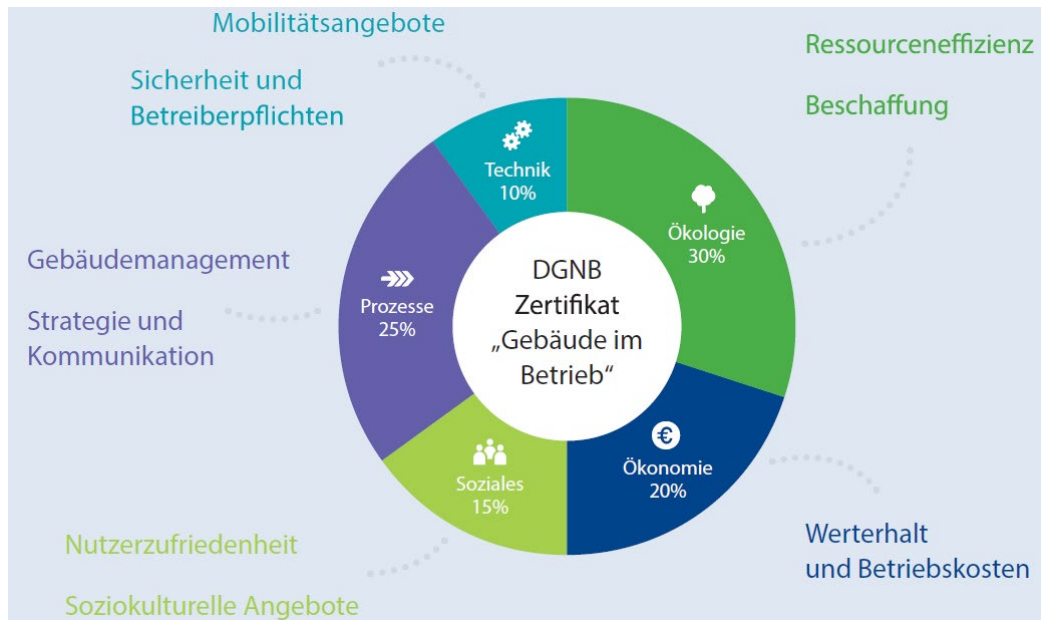 Mobilitätsangebote
Sicherheit und
Betreiberpflichten
Ressourceneffizienz
Beschaffung
Technik
10%
Ökologie
30%
Gebäudemanagement
Strategie und
Kommunikation
Prozesse
25%
DGNB
Zertifikat
„Gebäude im
Betrieb“
€
Ökonomie
20%
Soziales
15%
Nutzerzufriedenheit
Soziokulturelle Angebote
Werterhalt
und Betriebskosten